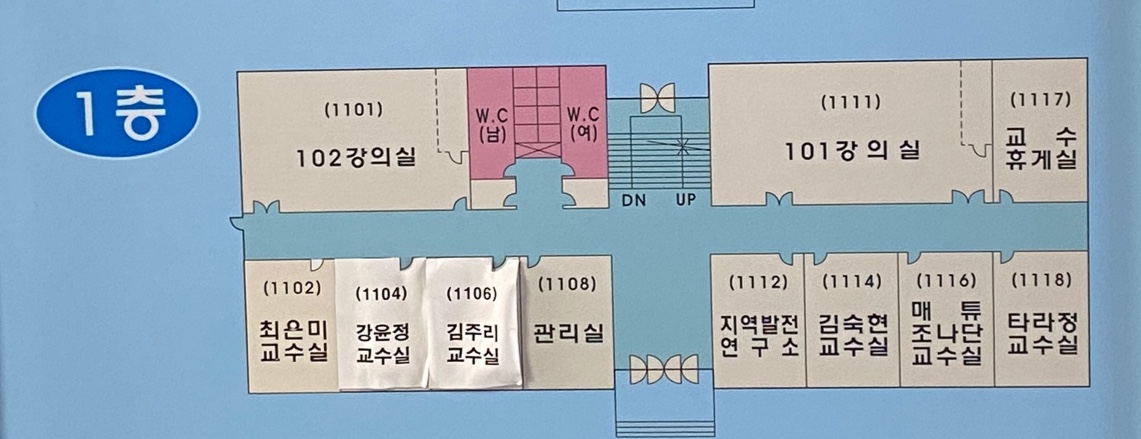 1층
(1101)
102강의실
W.C
(남)
W.C
(여)
DN UP
(1111)
101강 의 실
(1117)
교 수
휴게실
(1102)
최은미
교수실
(1104)
강윤정
교수실
(1106)
김주리
교수실
(1108)
관리실
(1112)
지역발전
연 구 소
(1114)
김숙현
교수실
(1116)
매 튜
조나단
교수실
(1118)
타라정
교수실